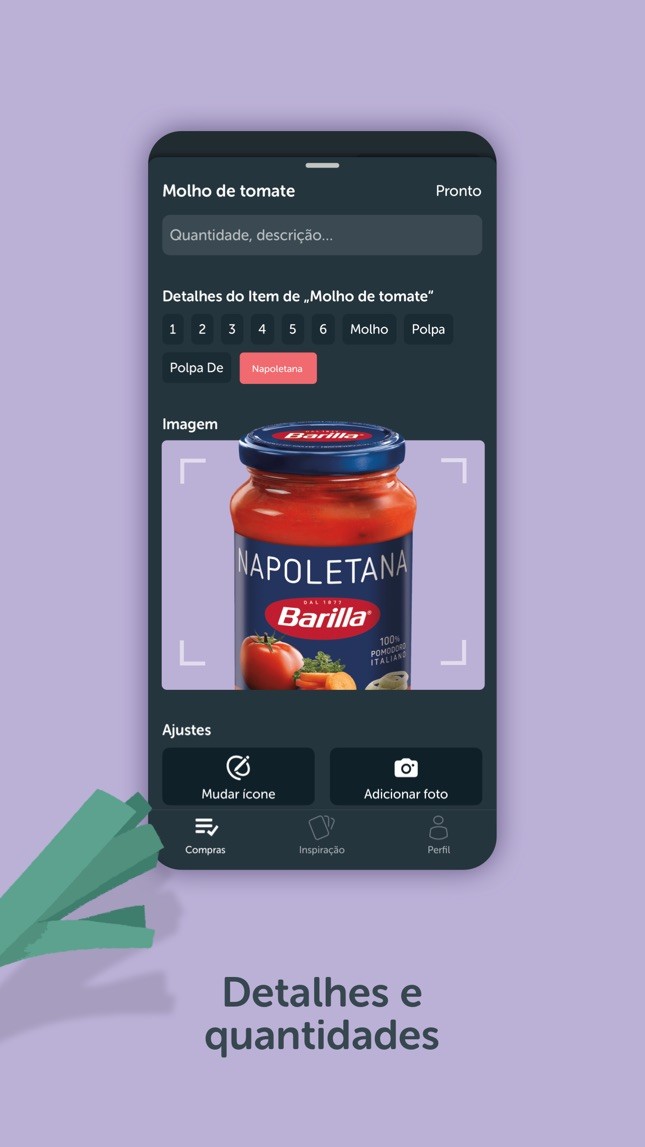 Molho de tomate
Pronto
Quantidade, descrição...
Detalhes do Item de „Molho de tomate“
1 2 3 4 5 6 Molho Polpa
Polpa De Napoletana
Imagem
Barilla
NAPOLETANA
DAL 1877
Barilla
100%
POMODORO
ITALIANO
Ajustes
Mudar ícone
Adicionar foto
Compras
Inspiração
Perfil
Detalhes e
quantidades